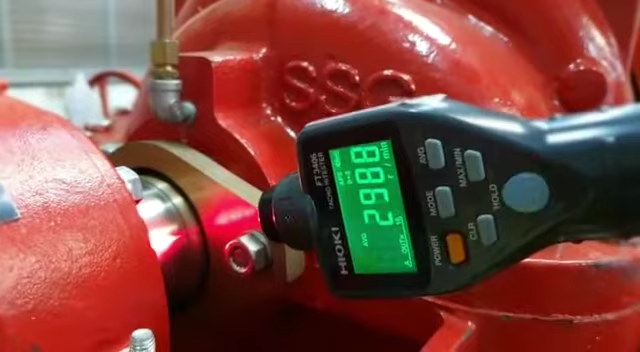 SSC
HIOKI
FT3406
TACHO HiTESTER
2988
r/min
AVG
AVG
MAX/MIN
MODE
HOLD
POWER
CLR